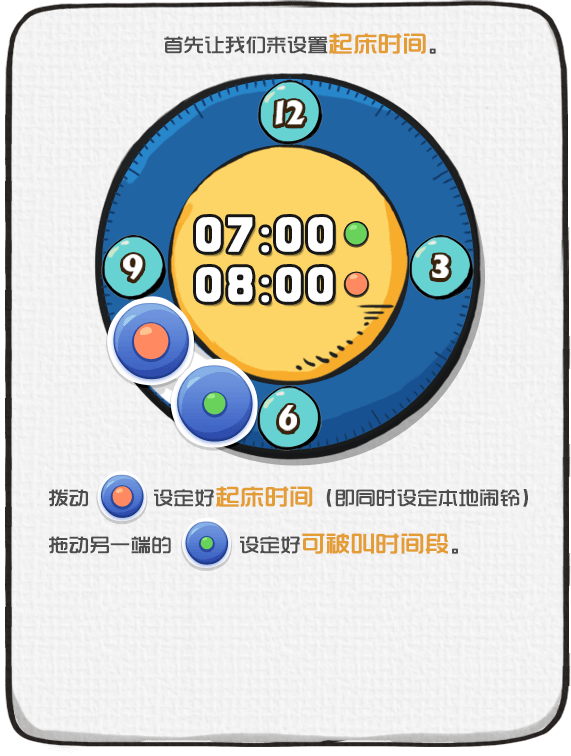 首先让我们来设置起床时间。
12
07:00
08:00
9
3
6
拨动 设定好起床时间（即同时设定本地闹铃）
拖动另一端的 设定好可被叫时间段。